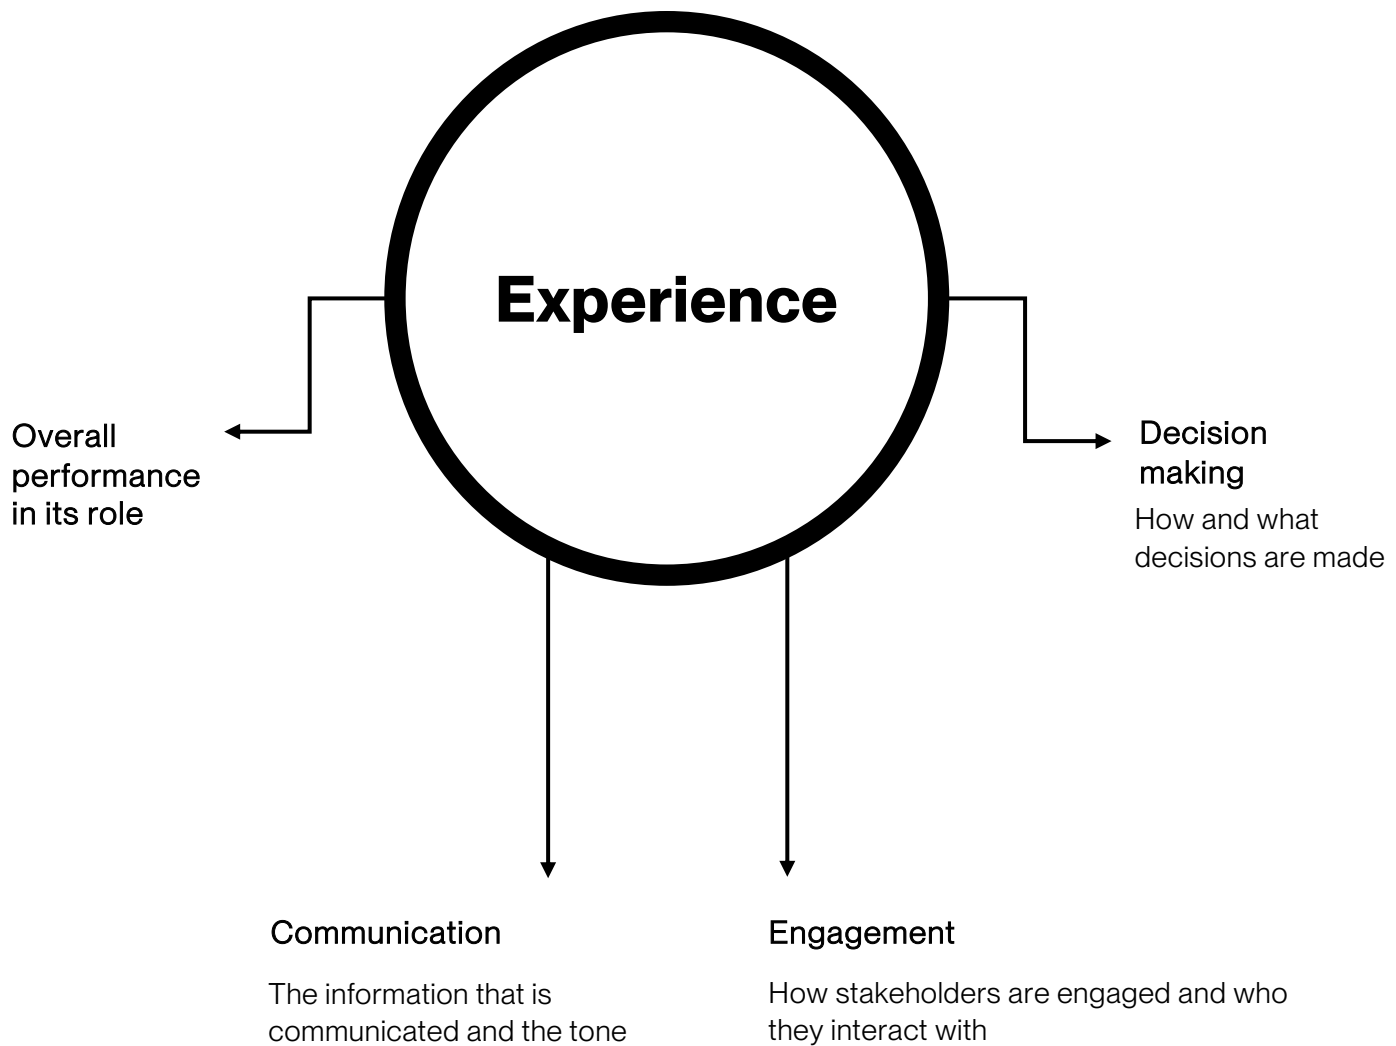 Experience
Overall
performance
in its role
Decision
making
How and what
decisions are made
Communication
The information that is
communicated and the tone
Engagement
How stakeholders are engaged and who
they interact with